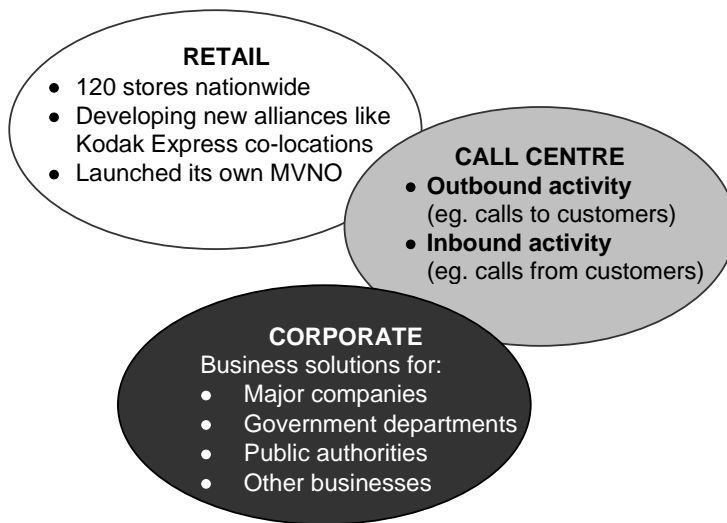 RETAIL
• 120 stores nationwide
• Developing new alliances like
Kodak Express co-locations
• Launched its own MVNO
CALL CENTRE
• Outbound activity
(eg. calls to customers)
• Inbound activity
(eg. calls from customers)
CORPORATE
Business solutions for:
• Major companies
• Government departments
• Public authorities
• Other businesses